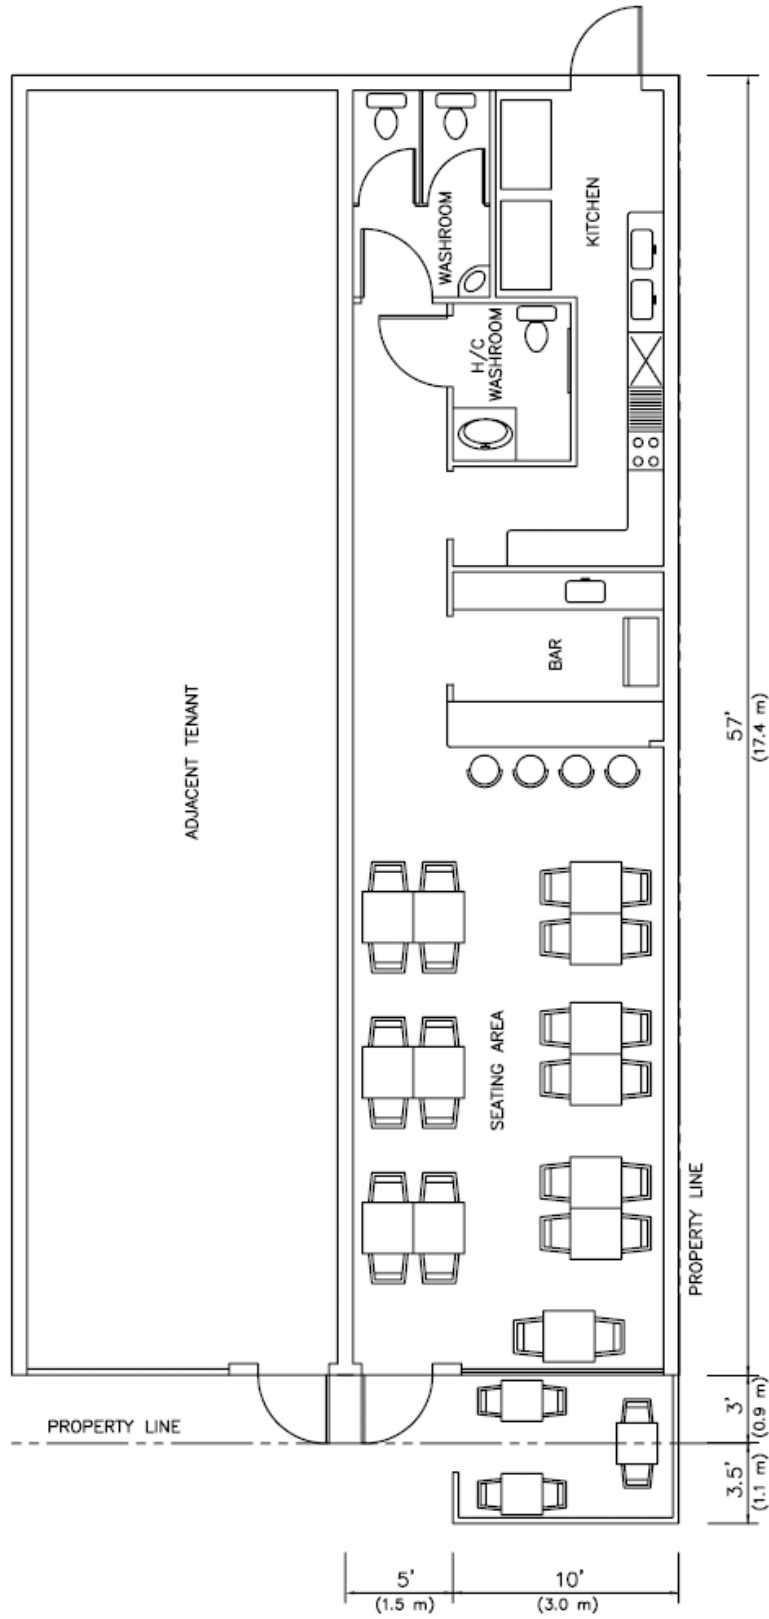 WASHROOM
KITCHEN
H/C
WASHROOM
BAR
ADJACENT TENANT
57'
(17.4 m)
SEATING AREA
PROPERTY LINE
PROPERTY LINE
3'
(0.9 m)
3.5'
(1.1 m)
5'
(1.5 m)
10'
(3.0 m)